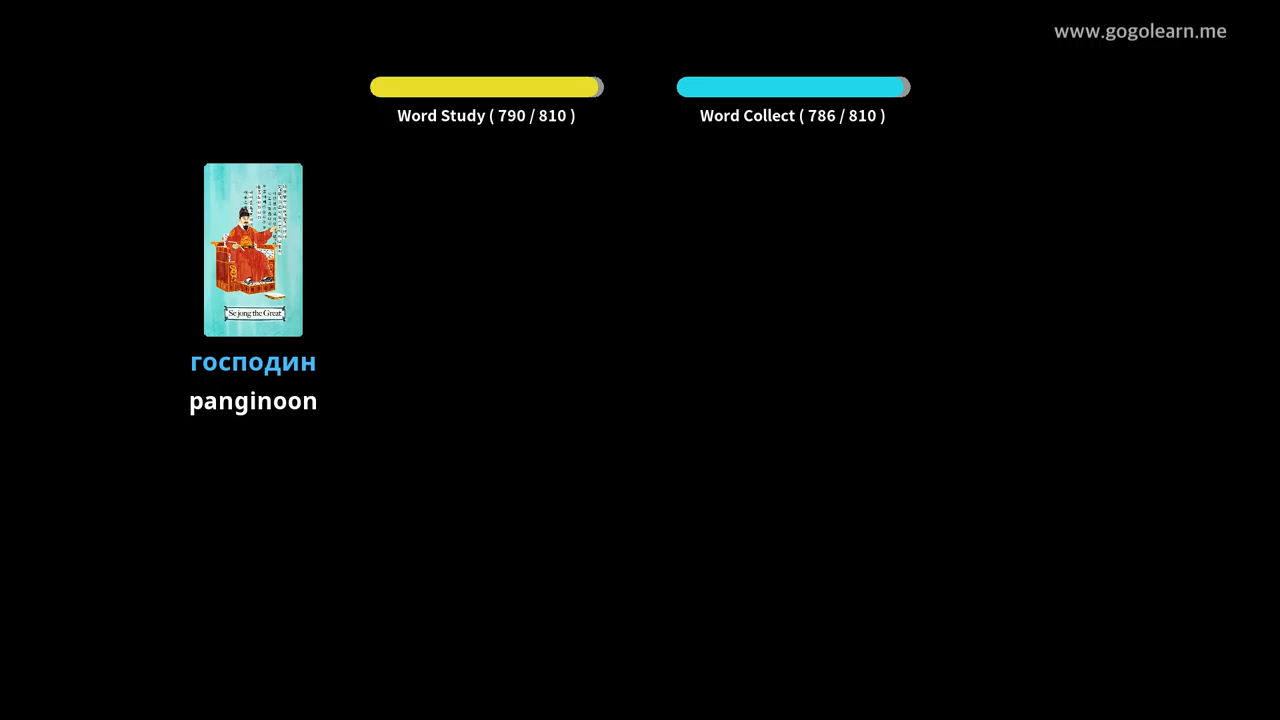 www.gogolearn.me
Word Study ( 790 / 810 )
Word Collect ( 786 / 810 )
Sejong the Great
господин
panginoon